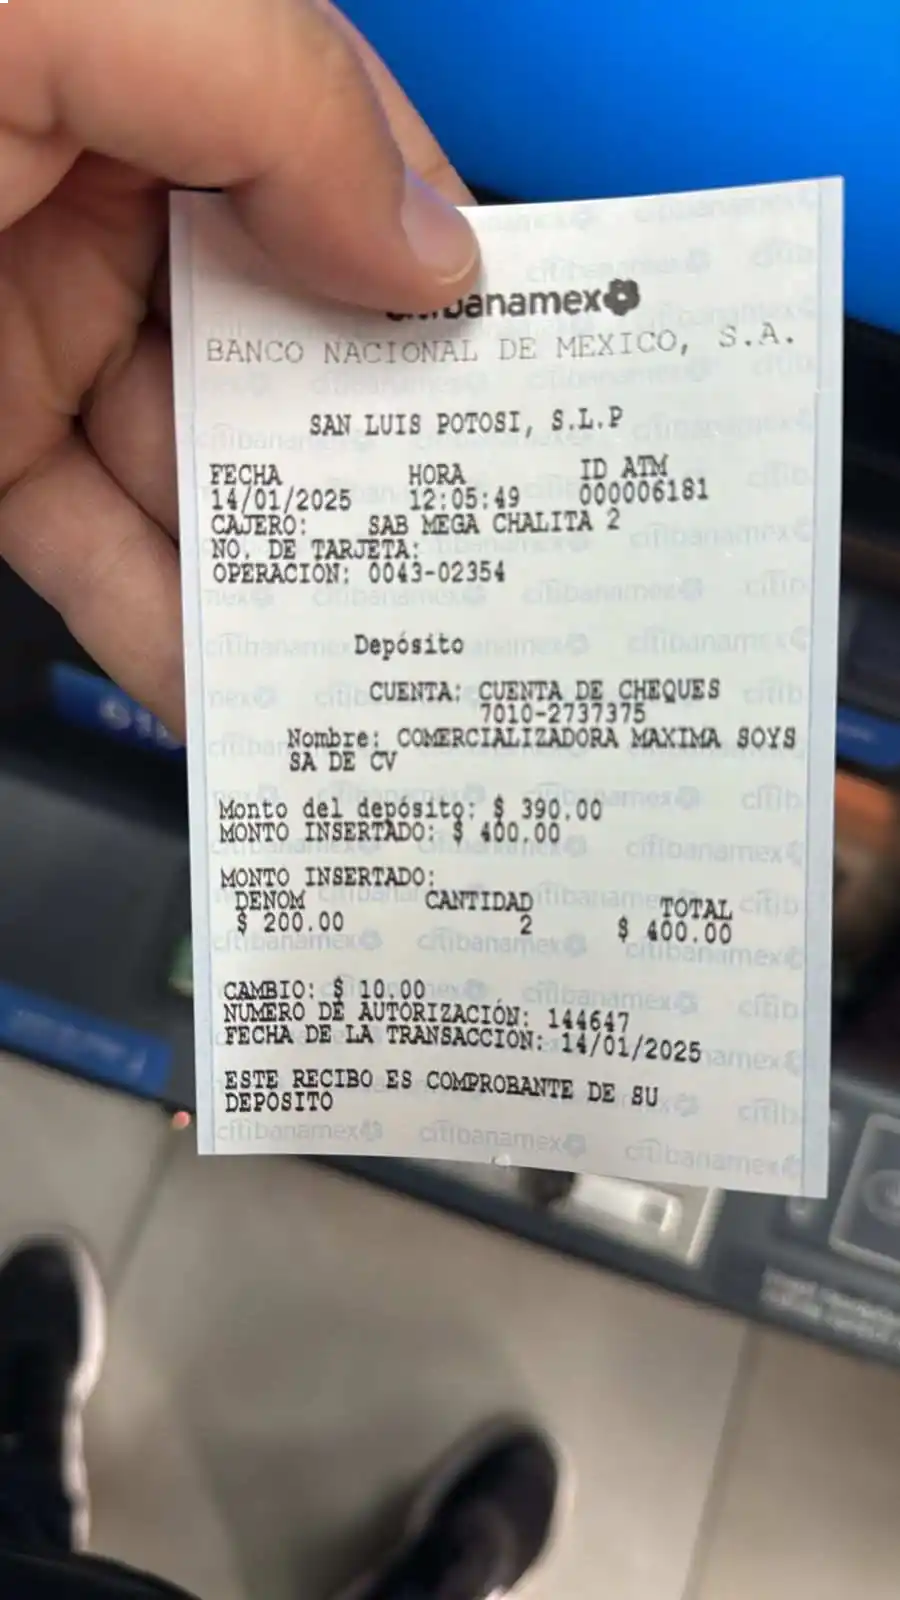 citibanamex
BANCO NACIONAL DE MEXICO, S.A.
SAN LUIS POTOSI, S.L.P
FECHA HORA ID ATM
14/01/2025 12:05:49 000006181
CAJERO: SAB MEGA CHALITA 2
NO. DE TARJETA:
OPERACION: 0043-02354
Depósito
CUENTA: CUENTA DE CHEQUES
7010-2737375
Nombre: COMERCIALIZADORA MAXIMA SOYS
SA DE CV
Monto del depósito: $ 390.00
MONTO INSERTADO: $ 400.00
MONTO INSERTADO:
DENOM CANTIDAD TOTAL
$ 200.00 2 $ 400.00
CAMBIO: $ 10.00
NÚMERO DE AUTORIZACIÓN: 144647
FECHA DE LA TRANSACCIÓN: 14/01/2025
ESTE RECIBO ES COMPROBANTE DE SU
DEPÓSITO